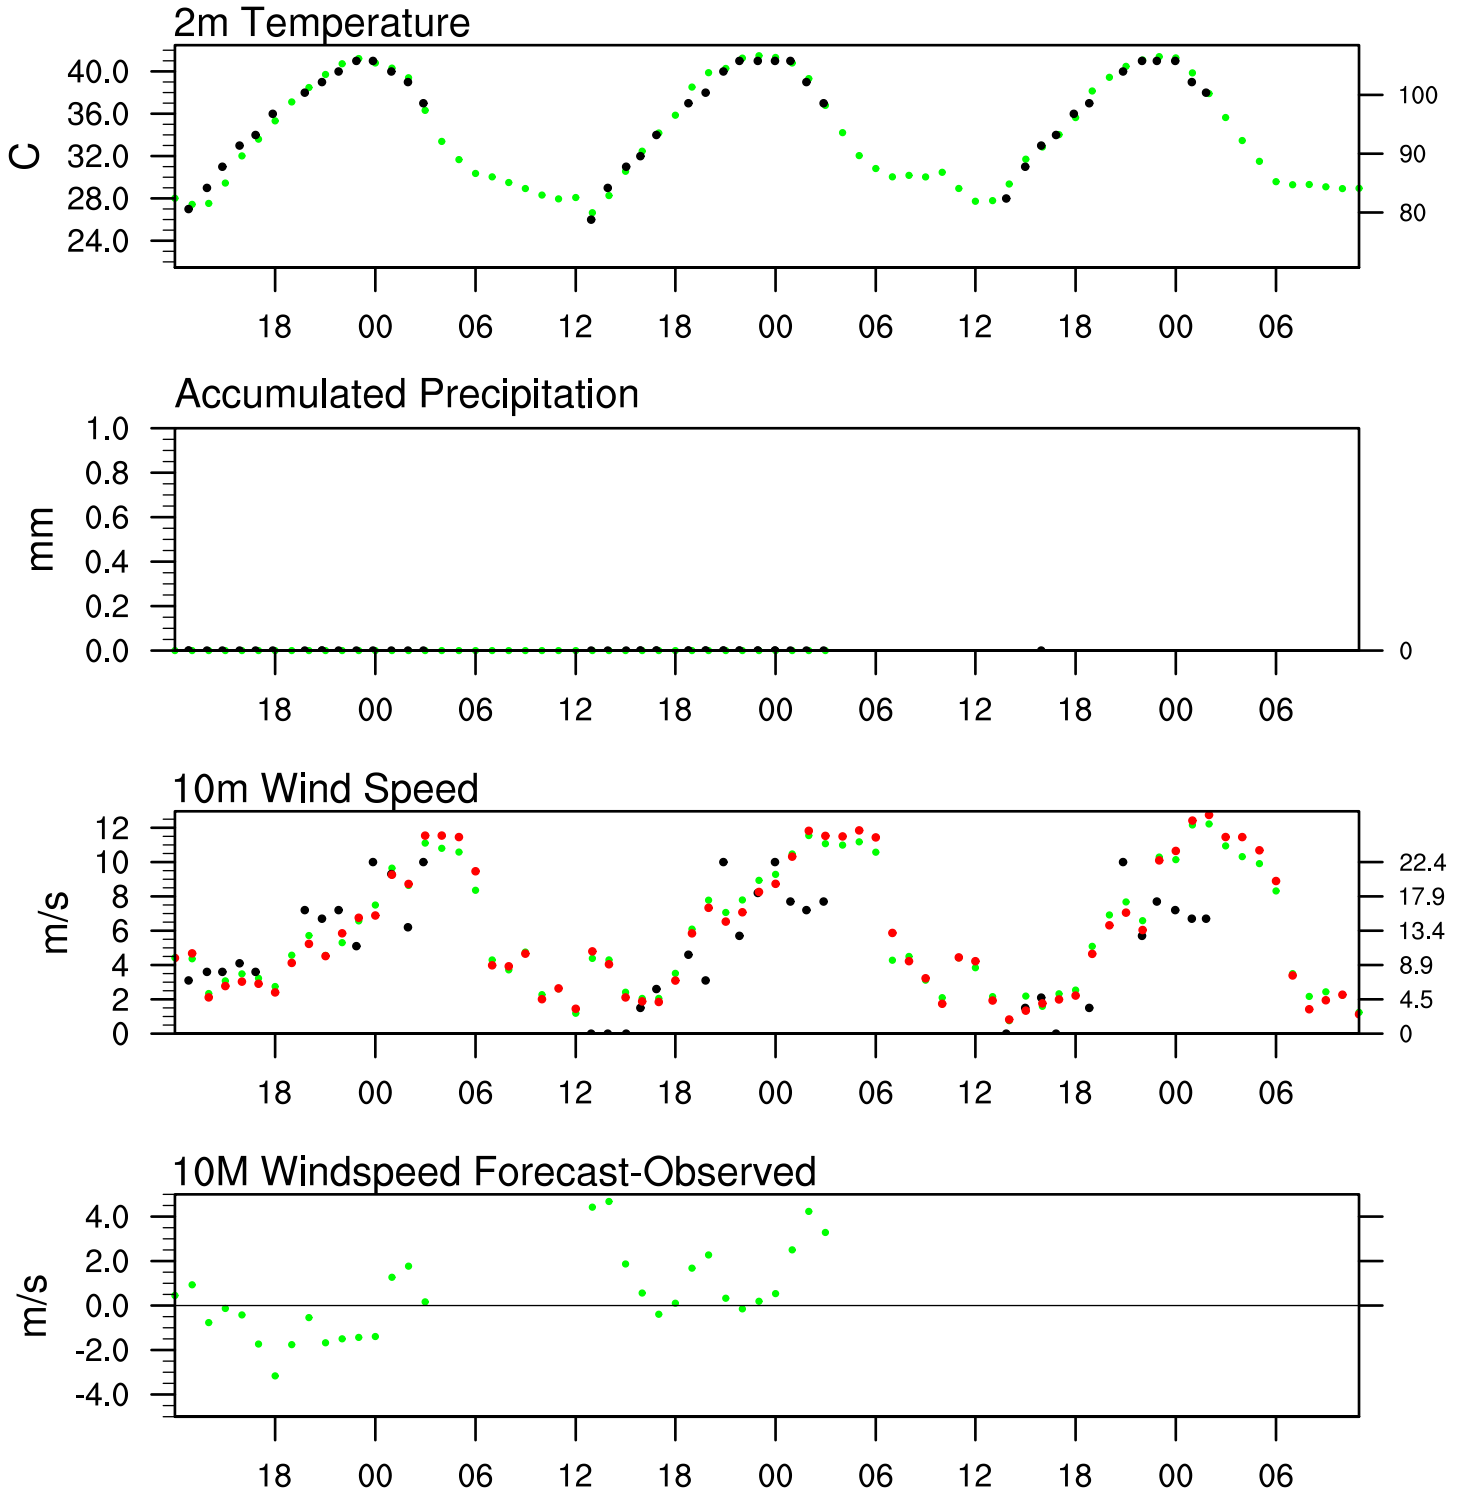 2m Temperature
40.0
36.0
32.0
28.0
24.0
C
100
90
80
18 00 06 12 18 00 06 12 18 00 06
Accumulated Precipitation
1.0
0.8
0.6
0.4
0.2
0.0
mm
0
18 00 06 12 18 00 06 12 18 00 06
10m Wind Speed
12
10
8
6
4
2
0
m/s
22.4
17.9
13.4
8.9
4.5
0
18 00 06 12 18 00 06 12 18 00 06
10M Windspeed Forecast-Observed
4.0
2.0
0.0
-2.0
-4.0
m/s
18 00 06 12 18 00 06 12 18 00 06